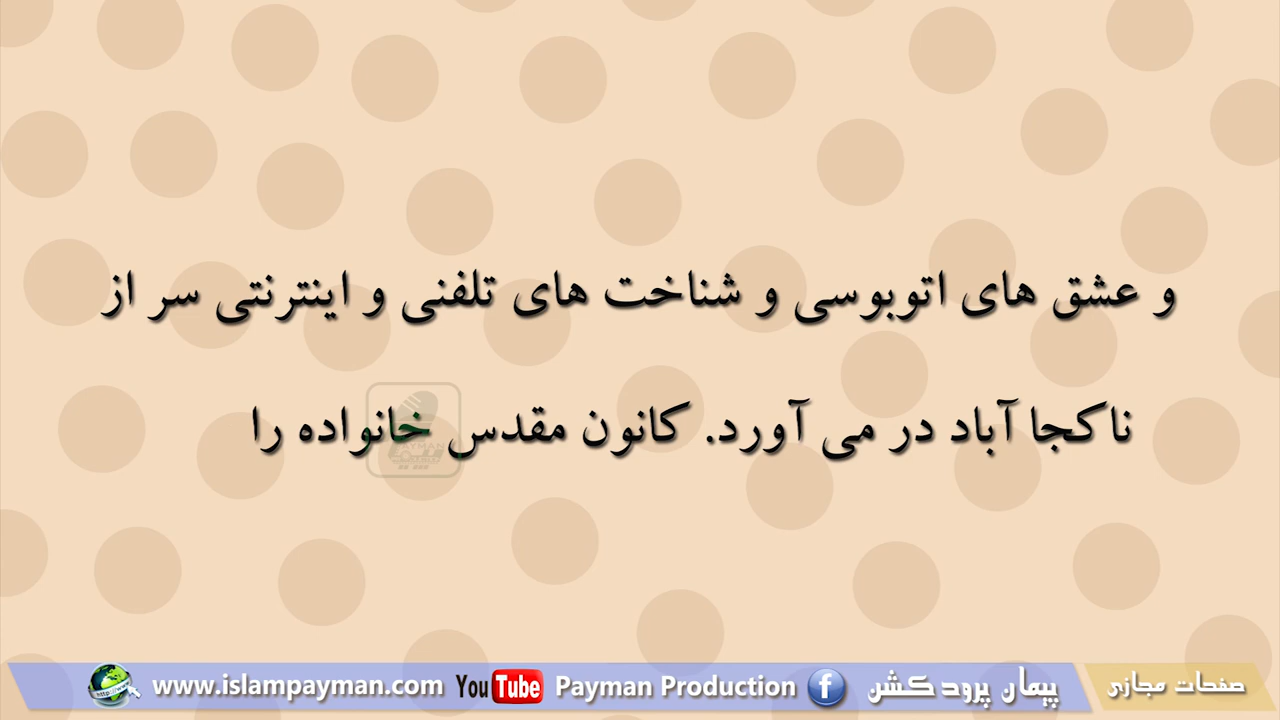 و عشق های اتوبوسی و شناخت های تلفنی و اینترنتی سر از
ناکجا آباد در می آورد. کانون مقدس خانواده را
PAYMAN
www.islampayman.com YouTube Payman Production f پیمان پرودکشن صفحات مجازی